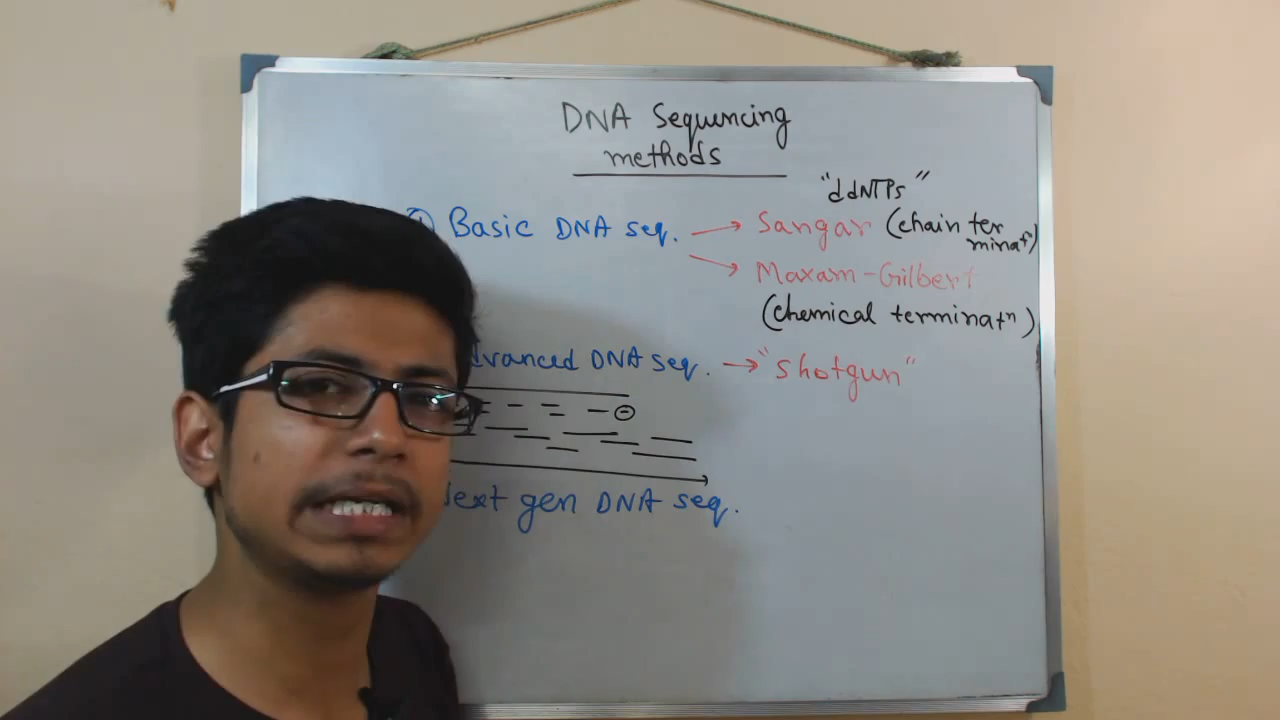 DNA Sequencing
methods
"ddNTPs"
① Basic DNA seq. → Sangar (chain ter
minatⁿ)
→ Maxam-Gilbert
(chemical terminatⁿ)
dvanced DNA seq. → "Shotgun"
⊖
ext gen DNA seq.